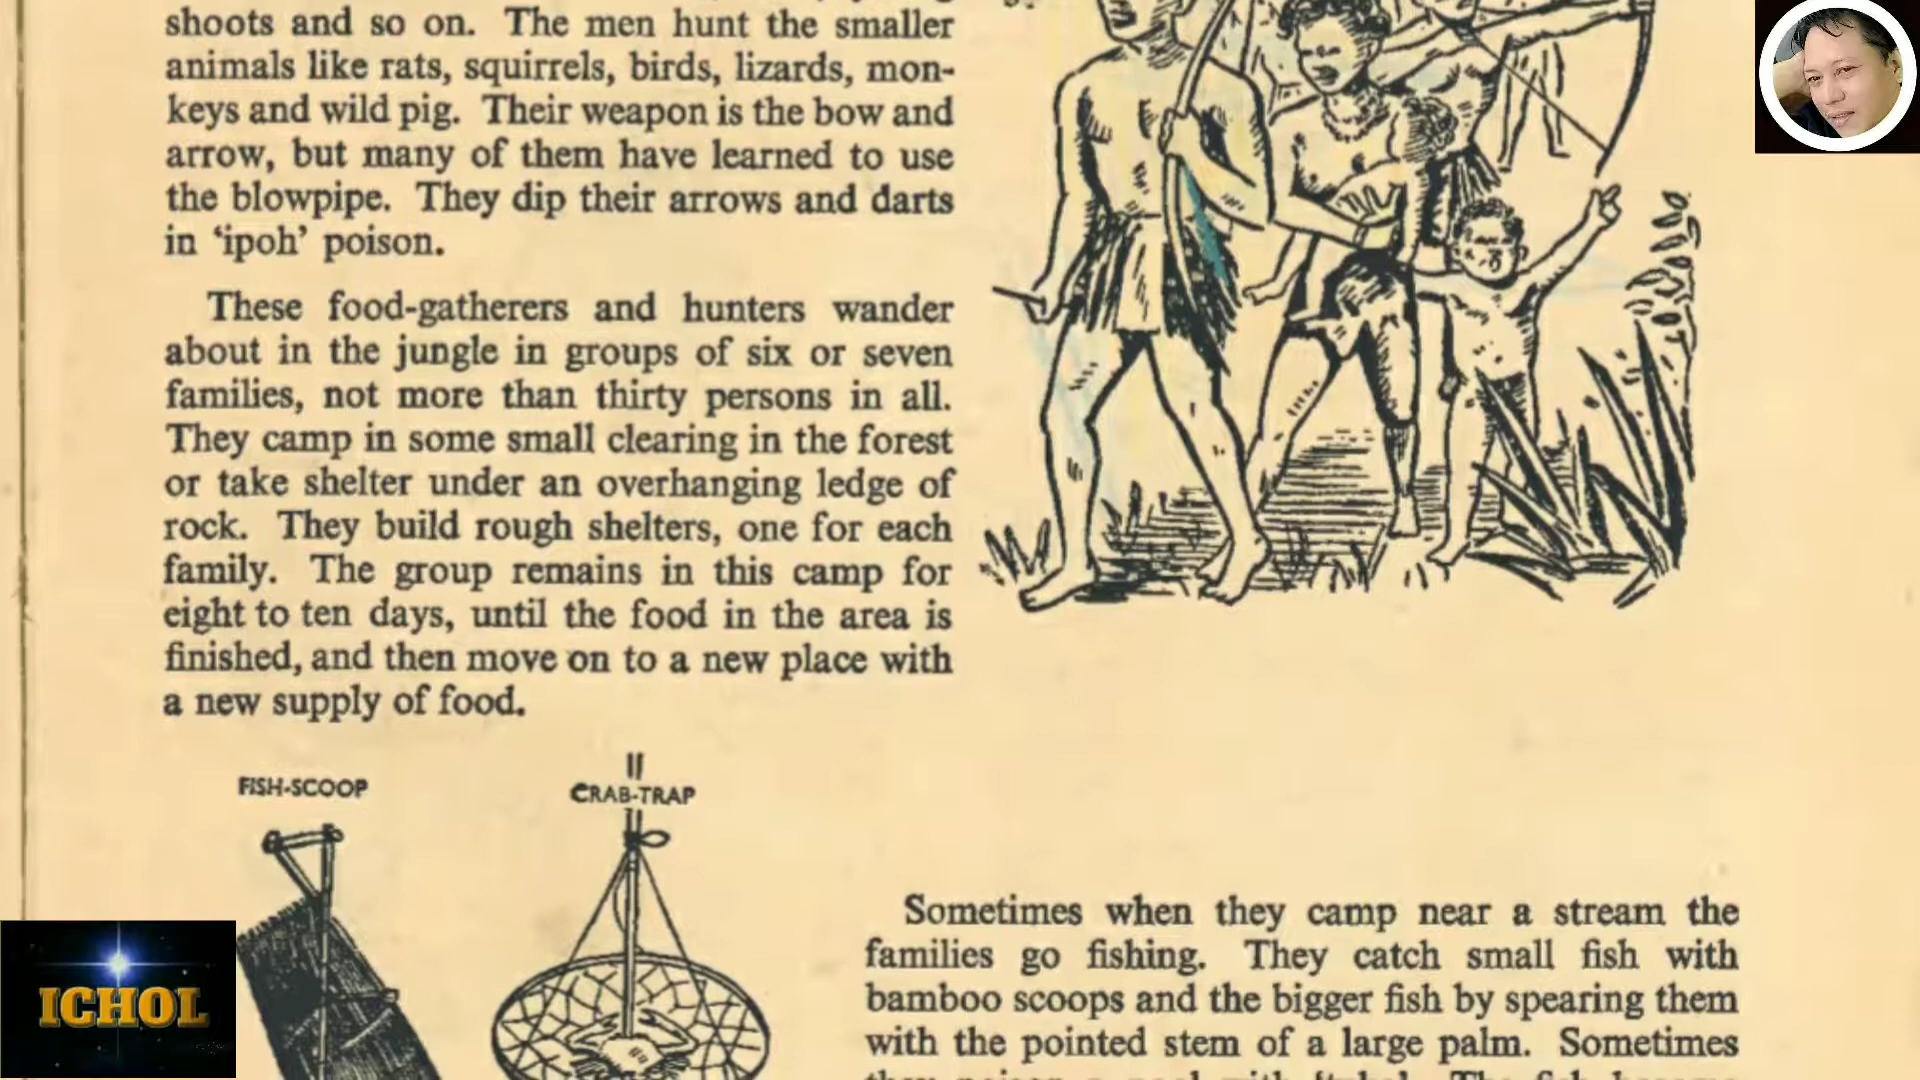 shoots and so on. The men hunt the smaller
animals like rats, squirrels, birds, lizards, mon-
keys and wild pig. Their weapon is the bow and
arrow, but many of them have learned to use
the blowpipe. They dip their arrows and darts
in ‘ipoh’ poison.
These food-gatherers and hunters wander
about in the jungle in groups of six or seven
families, not more than thirty persons in all.
They camp in some small clearing in the forest
or take shelter under an overhanging ledge of
rock. They build rough shelters, one for each
family. The group remains in this camp for
eight to ten days, until the food in the area is
finished, and then move on to a new place with
a new supply of food.
FISH-SCOOP
CRAB-TRAP
Sometimes when they camp near a stream the
families go fishing. They catch small fish with
bamboo scoops and the bigger fish by spearing them
with the pointed stem of a large palm. Sometimes
ICHOL